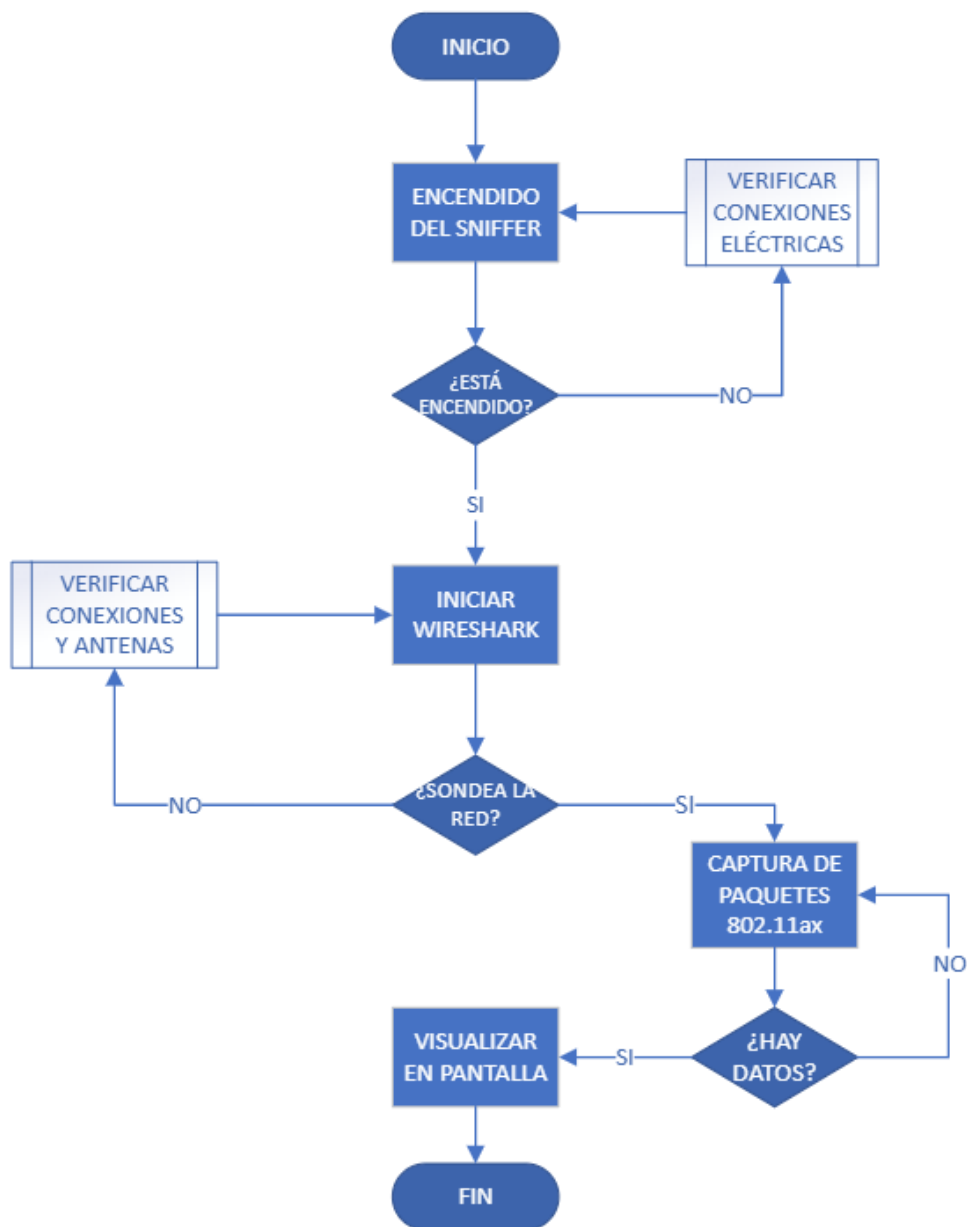 INICIO
ENCENDIDO
DEL SNIFFER
VERIFICAR
CONEXIONES
ELÉCTRICAS
¿ESTÁ
ENCENDIDO?
NO
SI
VERIFICAR
CONEXIONES
Y ANTENAS
INICIAR
WIRESHARK
¿SONDEA LA
RED?
NO
SI
CAPTURA DE
PAQUETES
802.11ax
NO
¿HAY
DATOS?
SI
VISUALIZAR
EN PANTALLA
FIN